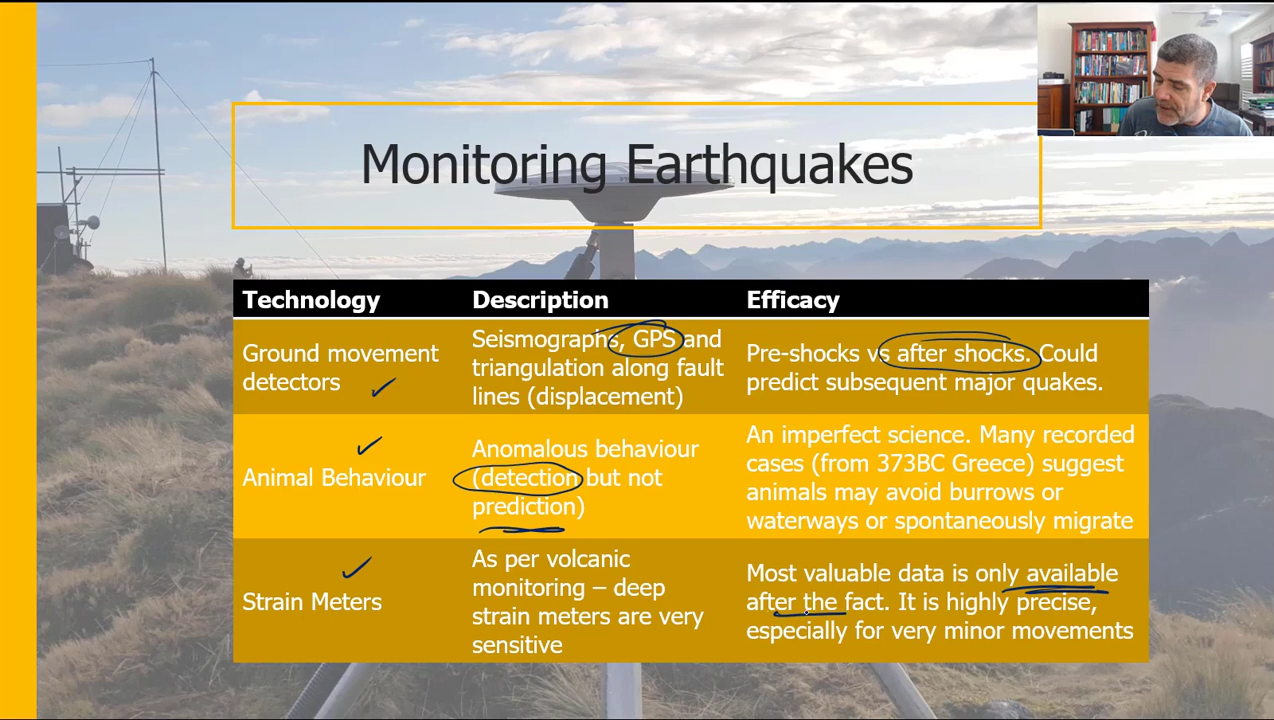 Monitoring Earthquakes
Technology Description Efficacy
Ground movement
detectors
Seismographs, GPS and
triangulation along fault
lines (displacement)
Pre-shocks vs after shocks. Could
predict subsequent major quakes.
Animal Behaviour
Anomalous behaviour
(detection but not
prediction)
An imperfect science. Many recorded
cases (from 373BC Greece) suggest
animals may avoid burrows or
waterways or spontaneously migrate
Strain Meters
As per volcanic
monitoring – deep
strain meters are very
sensitive
Most valuable data is only available
after the fact. It is highly precise,
especially for very minor movements